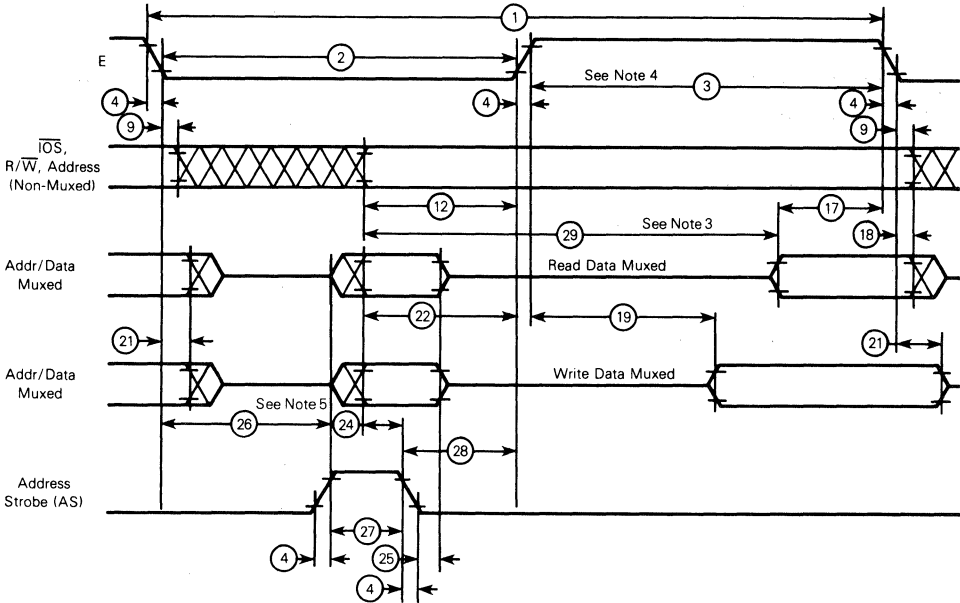 1
2
E
See Note 4
3
4
4
4
9
9
IOS,
R/W, Address
(Non-Muxed)
12
17
See Note 3
29
18
Addr/Data
Muxed
Read Data Muxed
22
19
21
21
Addr/Data
Muxed
Write Data Muxed
See Note 5
26
24
28
Address
Strobe (AS)
27
4
25
4